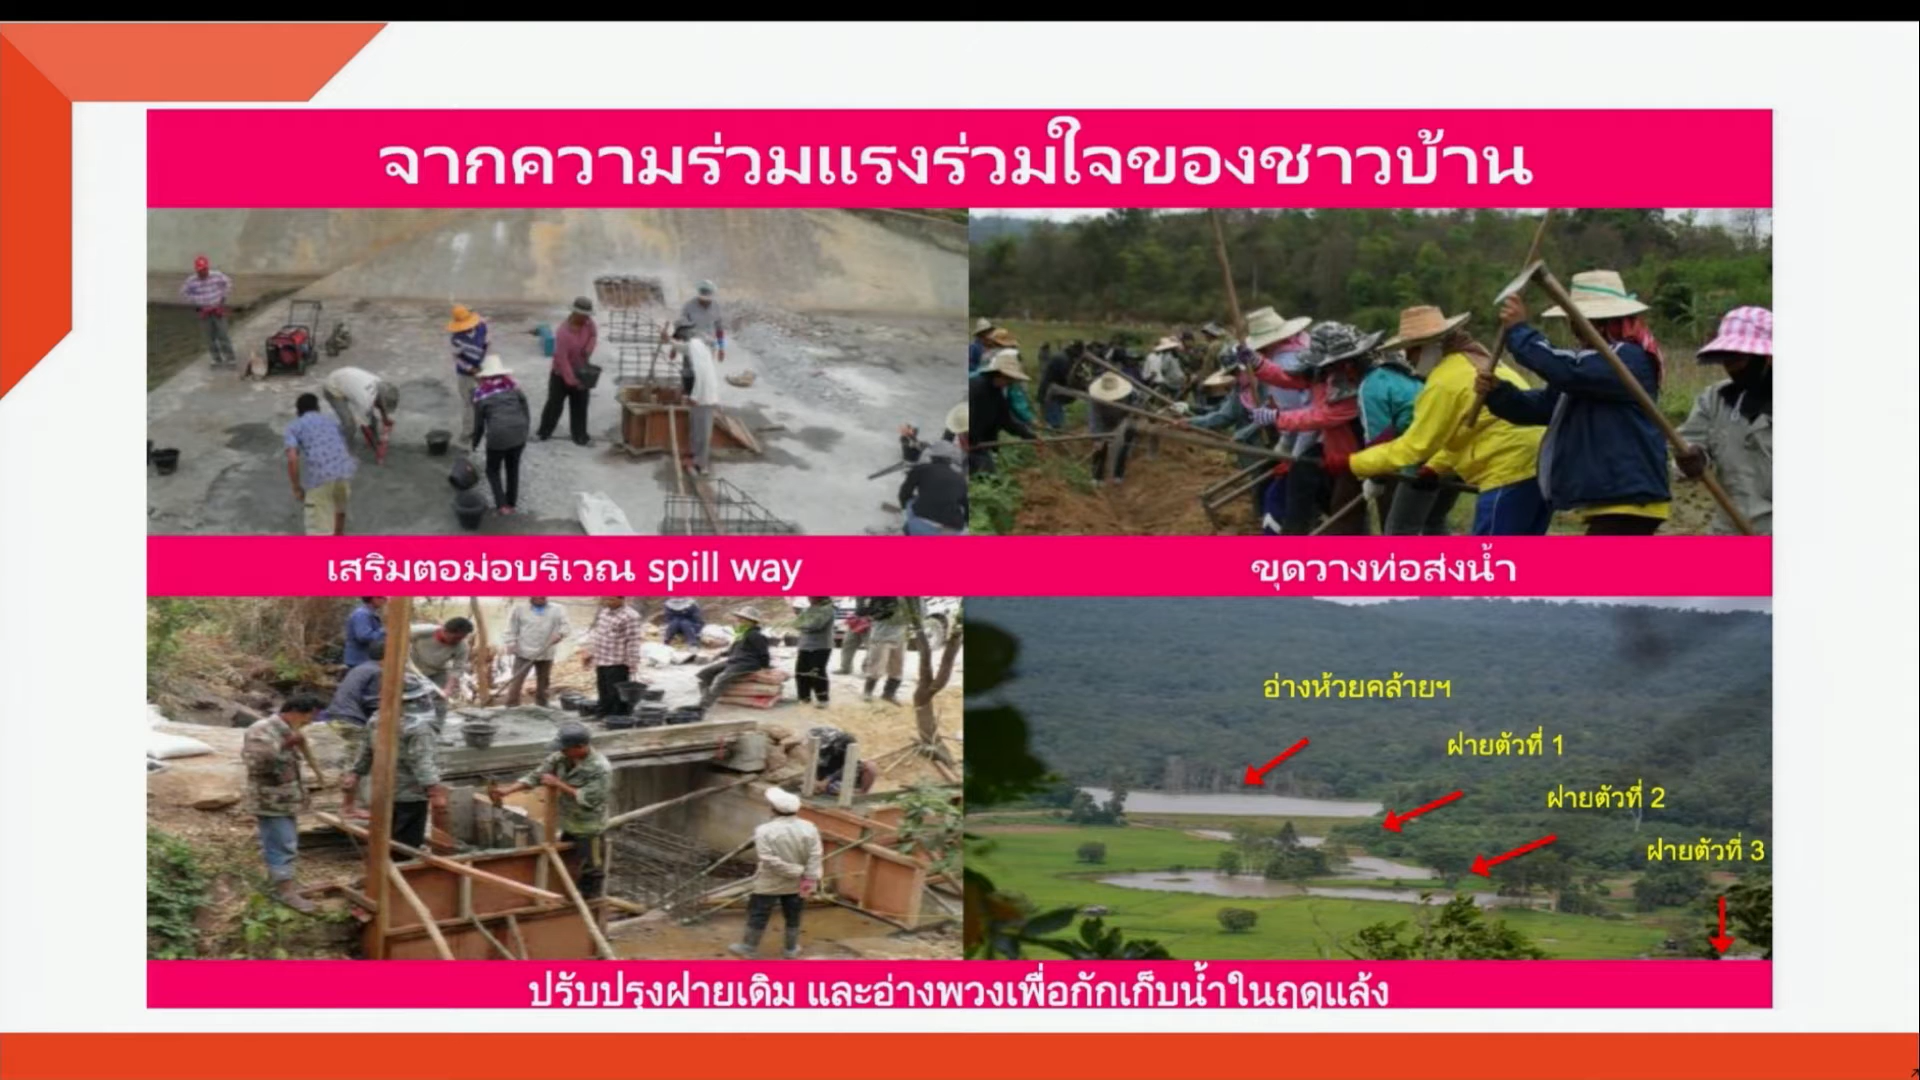 จากความร่วมแรงร่วมใจของชาวบ้าน
เสริมตอม่อบริเวณ spill way
ขุดวางท่อส่งน้ำ
อ่างห้วยคล้ายฯ
ฝายตัวที่ 1
ฝายตัวที่ 2
ฝายตัวที่ 3
ปรับปรุงฝายเดิม และอ่างพวงเพื่อกักเก็บน้ำในฤดูแล้ง